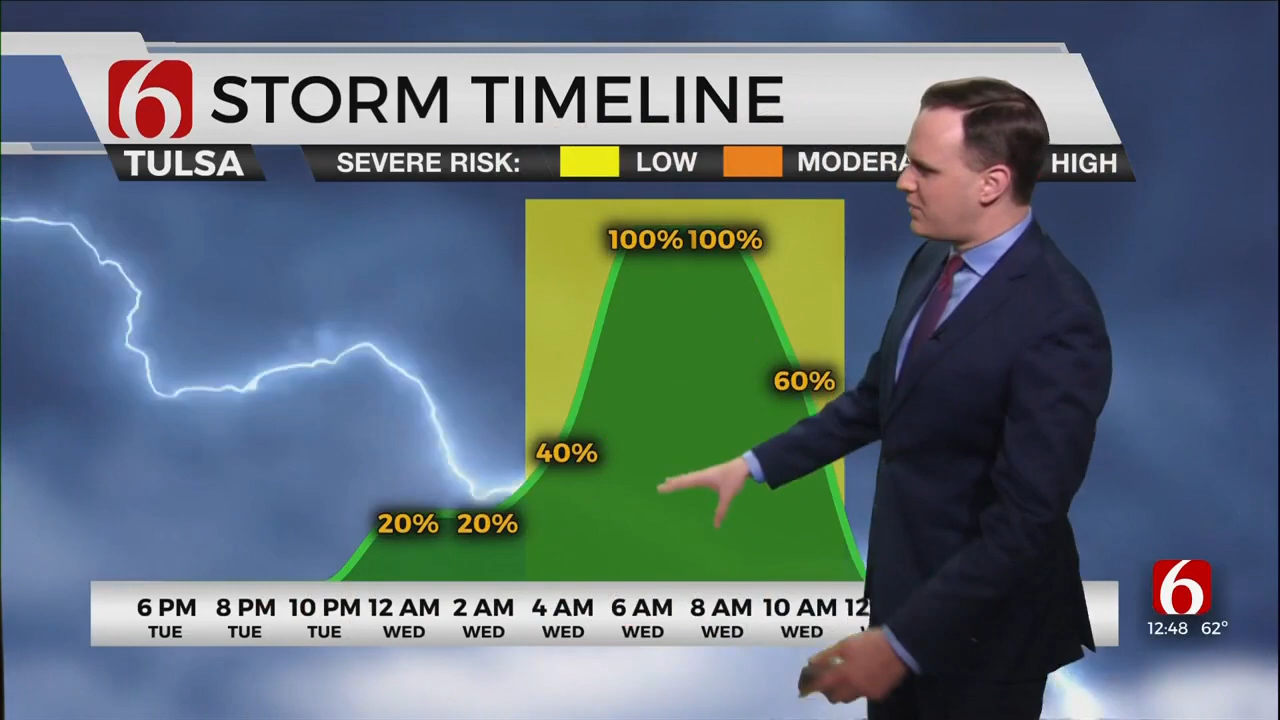 6 STORM TIMELINE
TULSA
SEVERE RISK: LOW MODERA HIGH
100% 100%
60%
40%
20% 20%
6 PM 8 PM 10 PM 12 AM 2 AM 4 AM 6 AM 8 AM 10 AM 12
TUE TUE TUE WED WED WED WED WED WED
6
12:48 62°